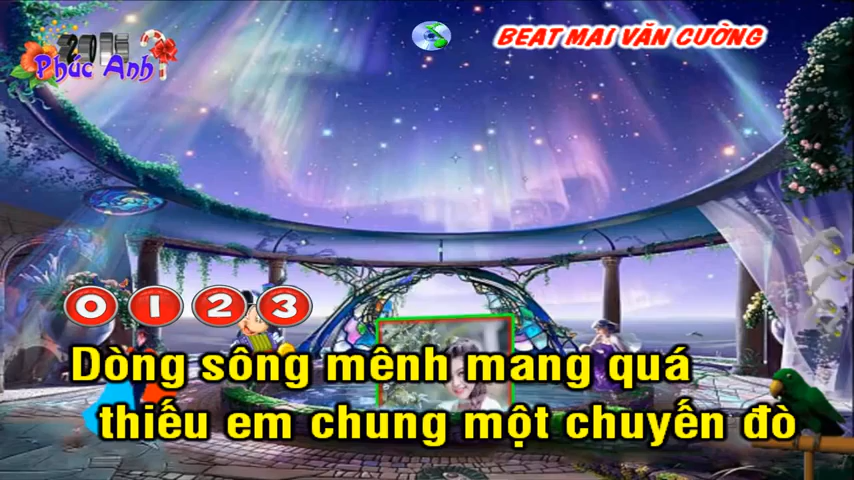 BEAT MAI VĂN CƯỜNG
Phúc Anh
0 1 2 3
Dòng sông mênh mang quá
thiếu em chung một chuyến đò